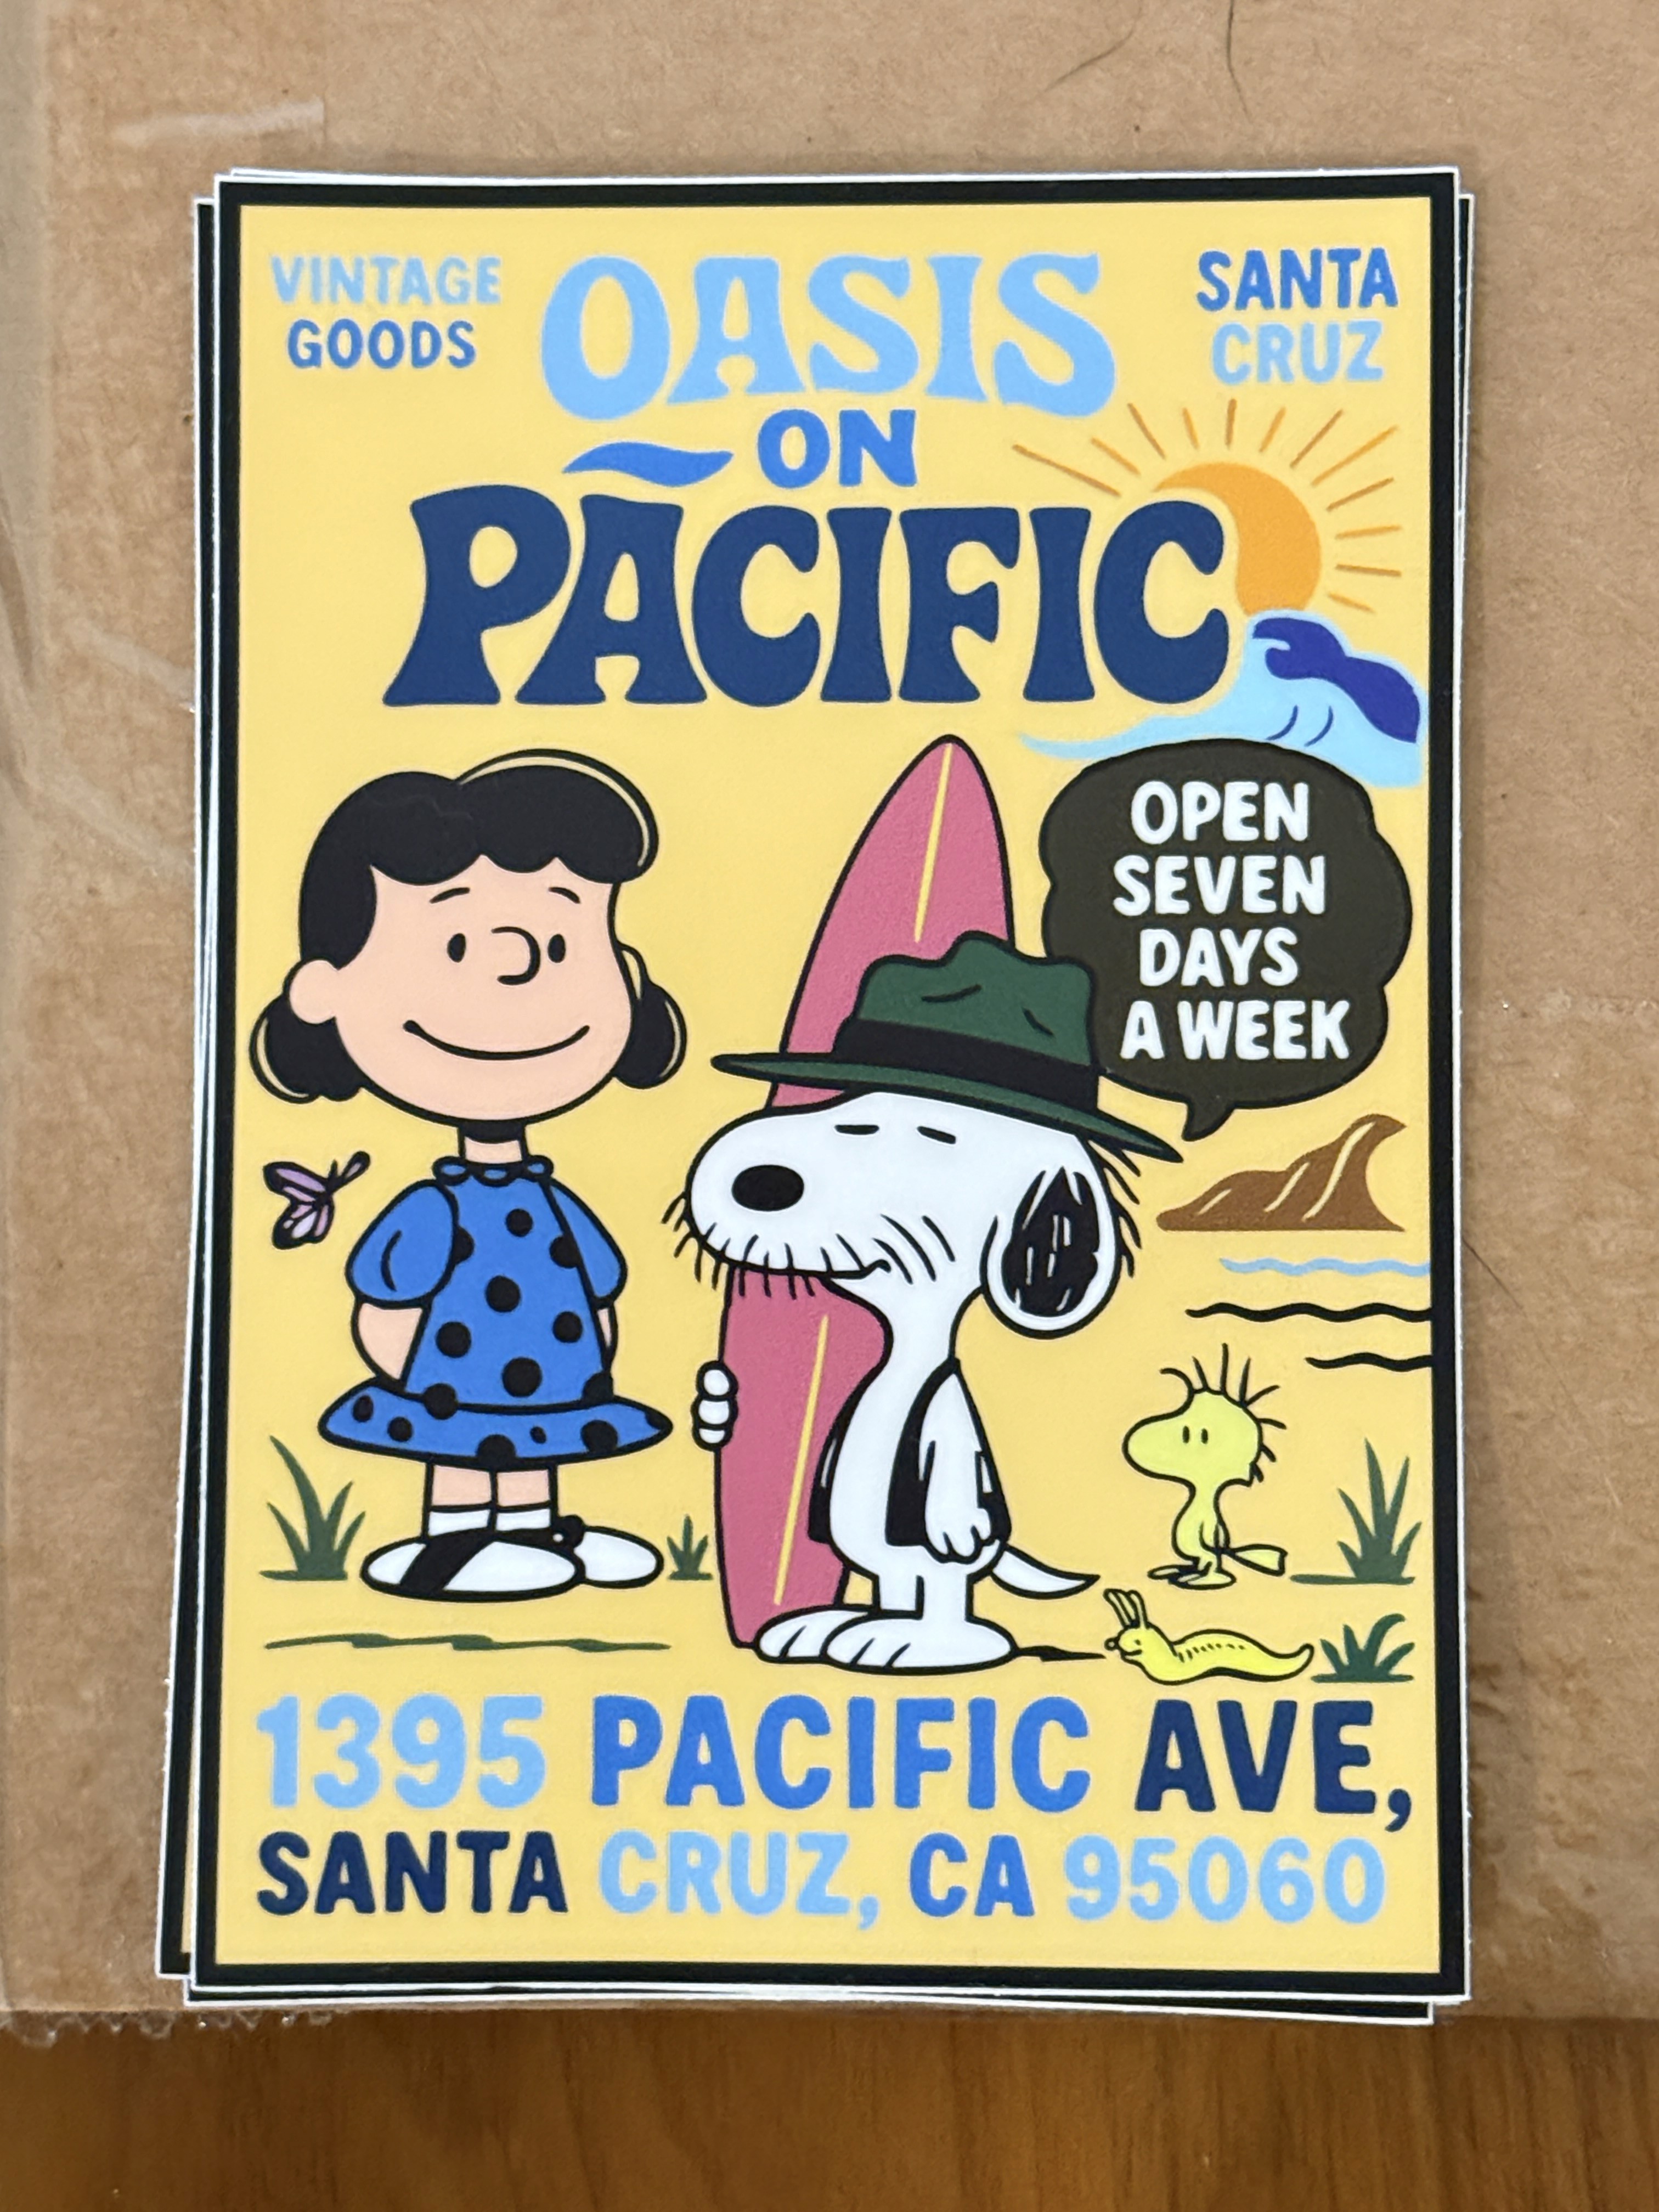 VINTAGE
GOODS
OASIS
ON
PACIFIC
SANTA
CRUZ
OPEN
SEVEN
DAYS
A WEEK
1395 PACIFIC AVE,
SANTA CRUZ, CA 95060